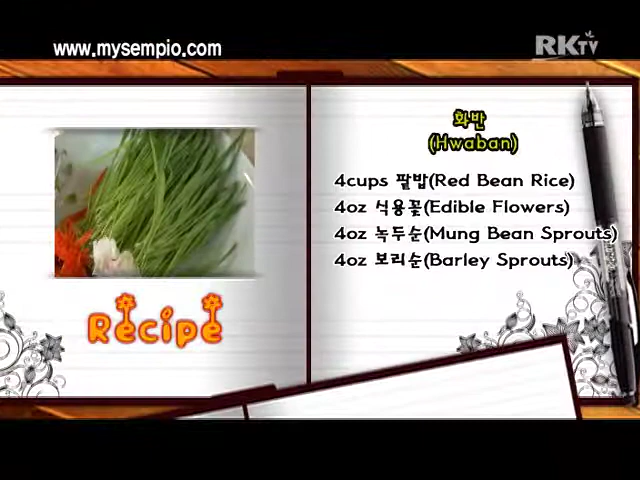 www.mysempio.com
RKTV
화반
(Hwaban)
4cups 팥밥(Red Bean Rice)
4oz 식용꽃(Edible Flowers)
4oz 녹두순(Mung Bean Sprouts)
4oz 보리순(Barley Sprouts)
Recipe